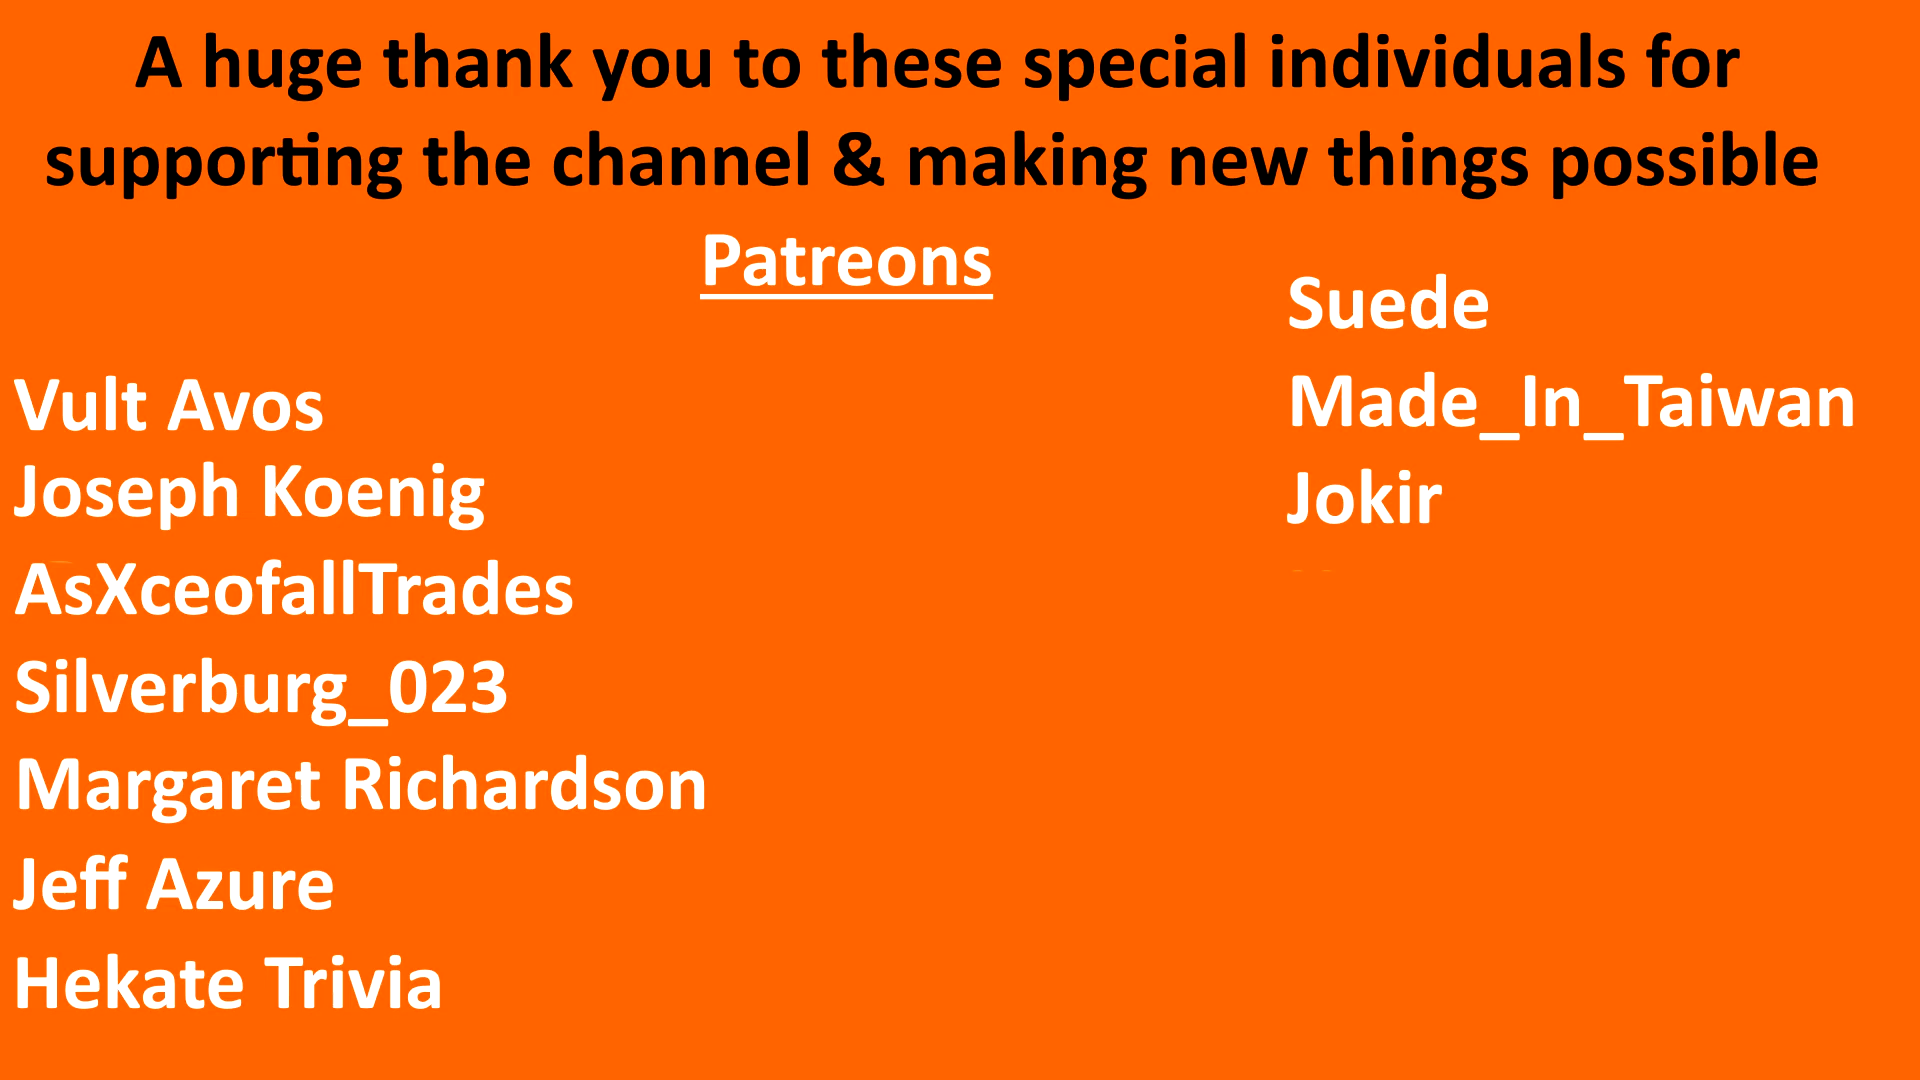 A huge thank you to these special individuals for
supporting the channel & making new things possible
Patreons
Vult Avos
Joseph Koenig
AsXceofallTrades
Silverburg_023
Margaret Richardson
Jeff Azure
Hekate Trivia
Suede
Made_In_Taiwan
Jokir